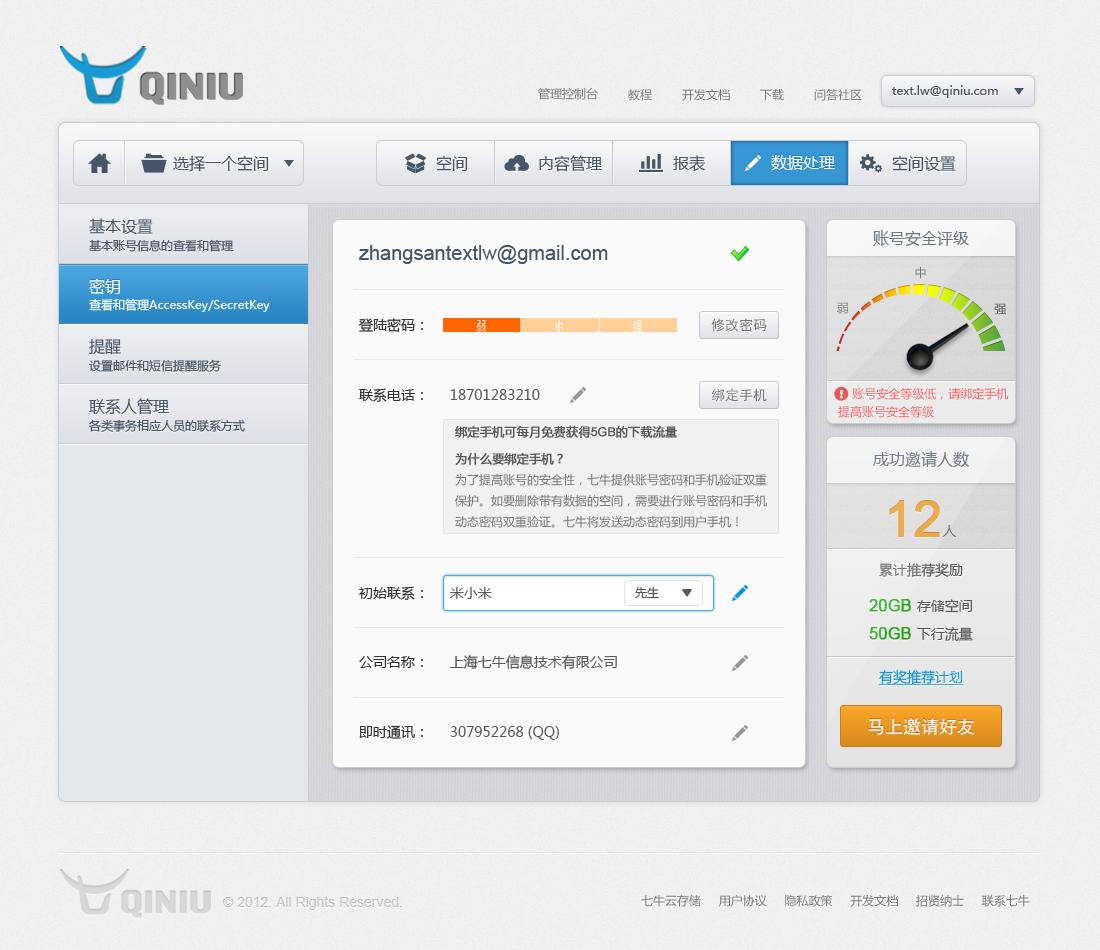 QINIU
管理控制台 教程 开发文档 下载 问答社区 text.lw@qiniu.com
选择一个空间 空间 内容管理 报表 数据处理 空间设置
基本设置
基本账号信息的查看和管理
密钥
查看和管理AccessKey/SecretKey
提醒
设置邮件和短信提醒服务
联系人管理
各类事务相应人员的联系方式
zhangsantextlw@gmail.com
登陆密码： 弱 中 强 修改密码
联系电话： 18701283210 绑定手机
绑定手机可每月免费获得5GB的下载流量
为什么要绑定手机？
为了提高账号的安全性，七牛提供账号密码和手机验证双重
保护。如要删除带有数据的空间，需要进行账号密码和手机
动态密码双重验证。七牛将发送动态密码到用户手机！
初始联系： 米小米 先生
公司名称： 上海七牛信息技术有限公司
即时通讯： 307952268 (QQ)
账号安全评级
中
弱 强
账号安全等级低，请绑定手机
提高账号安全等级
成功邀请人数
12人
累计推荐奖励
20GB 存储空间
50GB 下行流量
有奖推荐计划
马上邀请好友
QINIU © 2012. All Rights Reserved. 七牛云存储 用户协议 隐私政策 开发文档 招贤纳士 联系七牛